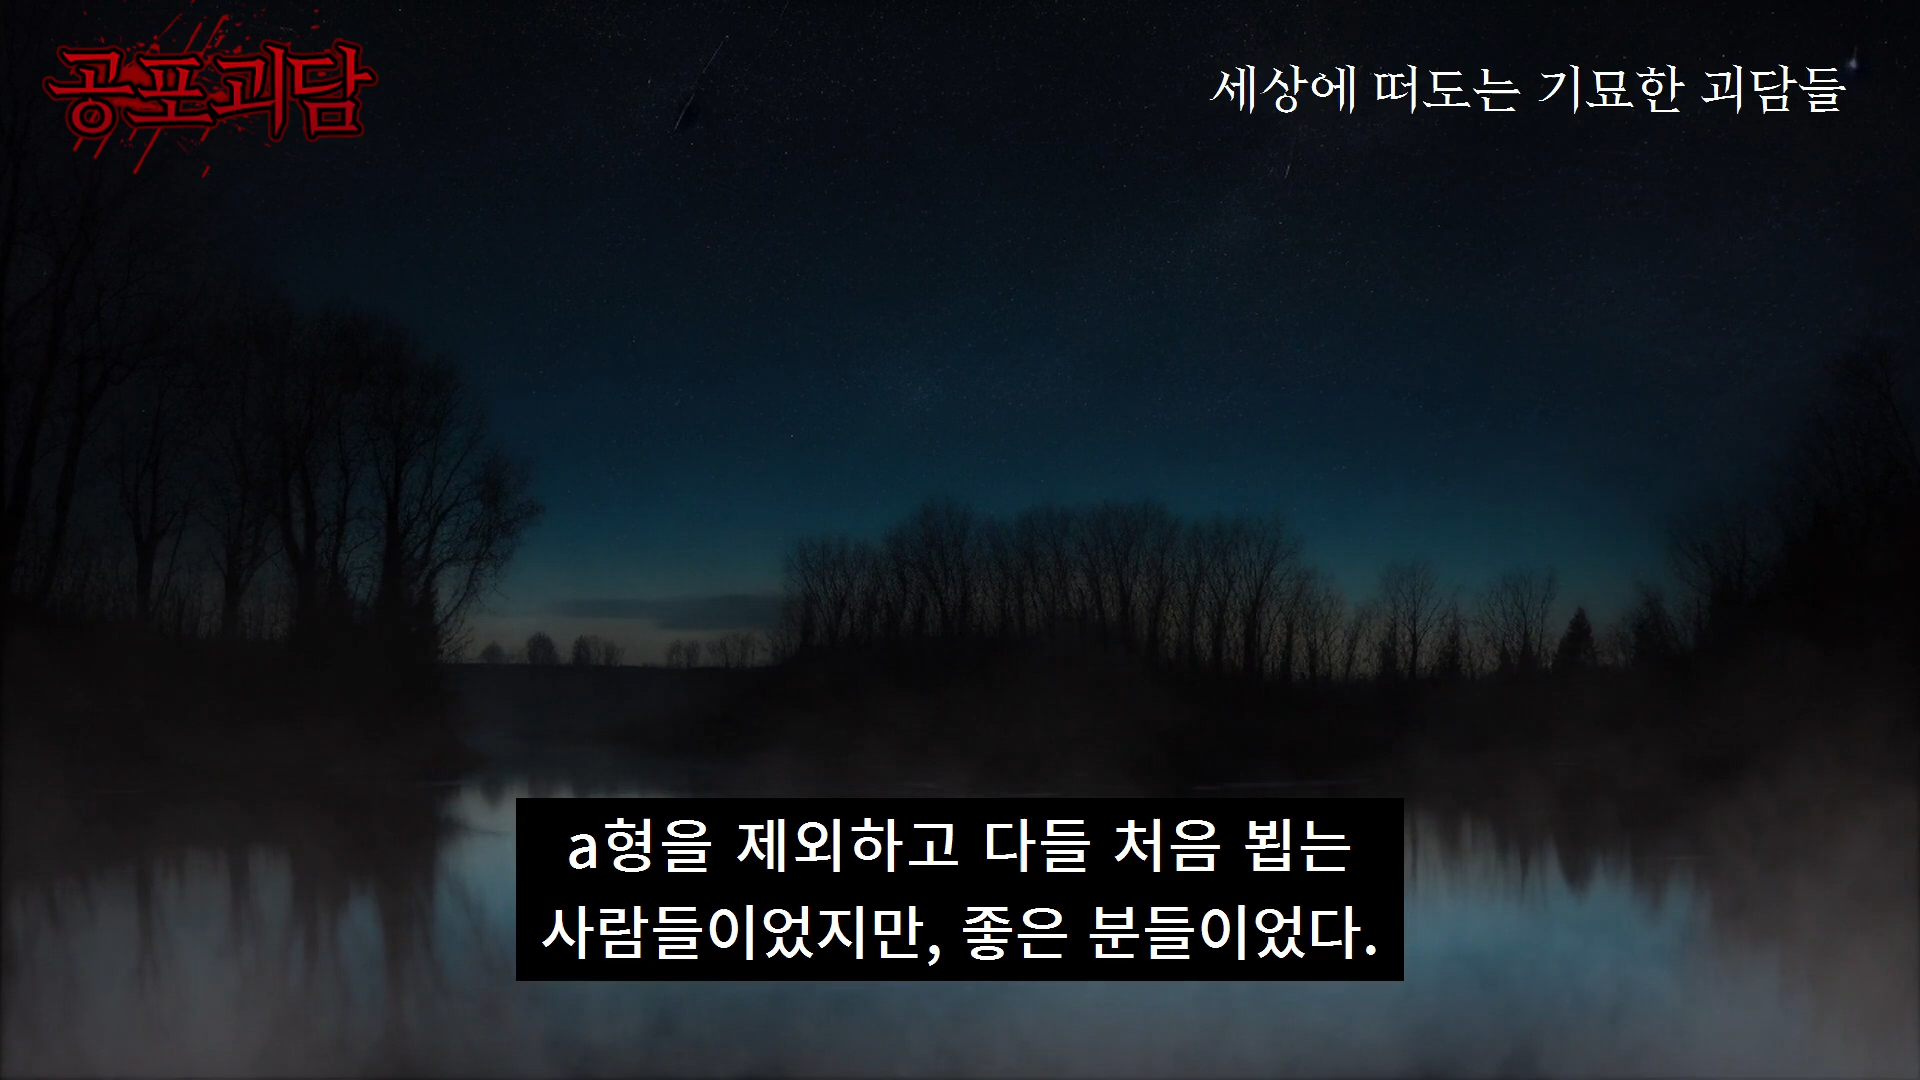 공포괴담
세상에 떠도는 기묘한 괴담들
a형을 제외하고 다들 처음 뵙는
사람들이었지만, 좋은 분들이었다.